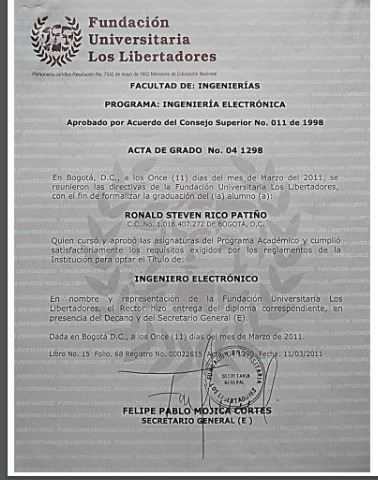 Fundación
Universitaria
Los Libertadores
Personería Jurídica Resolución No. 7542 de mayo de 1982 Ministerio de Educación Nacional
FACULTAD DE: INGENIERÍAS
PROGRAMA: INGENIERÍA ELECTRÓNICA
Aprobado por Acuerdo del Consejo Superior No. 011 de 1998
ACTA DE GRADO No. 04 1298
En Bogotá, D.C., a los Once (11) días del mes de Marzo del 2011, se
reunieron las directivas de la Fundación Universitaria Los Libertadores,
con el fin de formalizar la graduación del (la) alumno (a):
RONALD STEVEN RICO PATIÑO
C.C. No. 1.018.407.272 DE BOGOTÁ, D.C.
Quien cursó y aprobó las asignaturas del Programa Académico y cumplió
satisfactoriamente los requisitos exigidos por los reglamentos de la
Institución para optar el Título de:
INGENIERO ELECTRÓNICO
En nombre y representación de la Fundación Universitaria Los
Libertadores, el Rector hizo entrega del diploma correspondiente, en
presencia del Decano y del Secretario General (E).
Dada en Bogotá D.C., a los Once (11) días del mes de Marzo de 2011.
Libro No. 15 Folio. 68 Registro No. 00022615 Fecha: 11/03/2011
SECRETARIA
GENERAL
LOS LIBERTADORES
FELIPE PABLO MOJICA CORTES
SECRETARIO GENERAL (E)